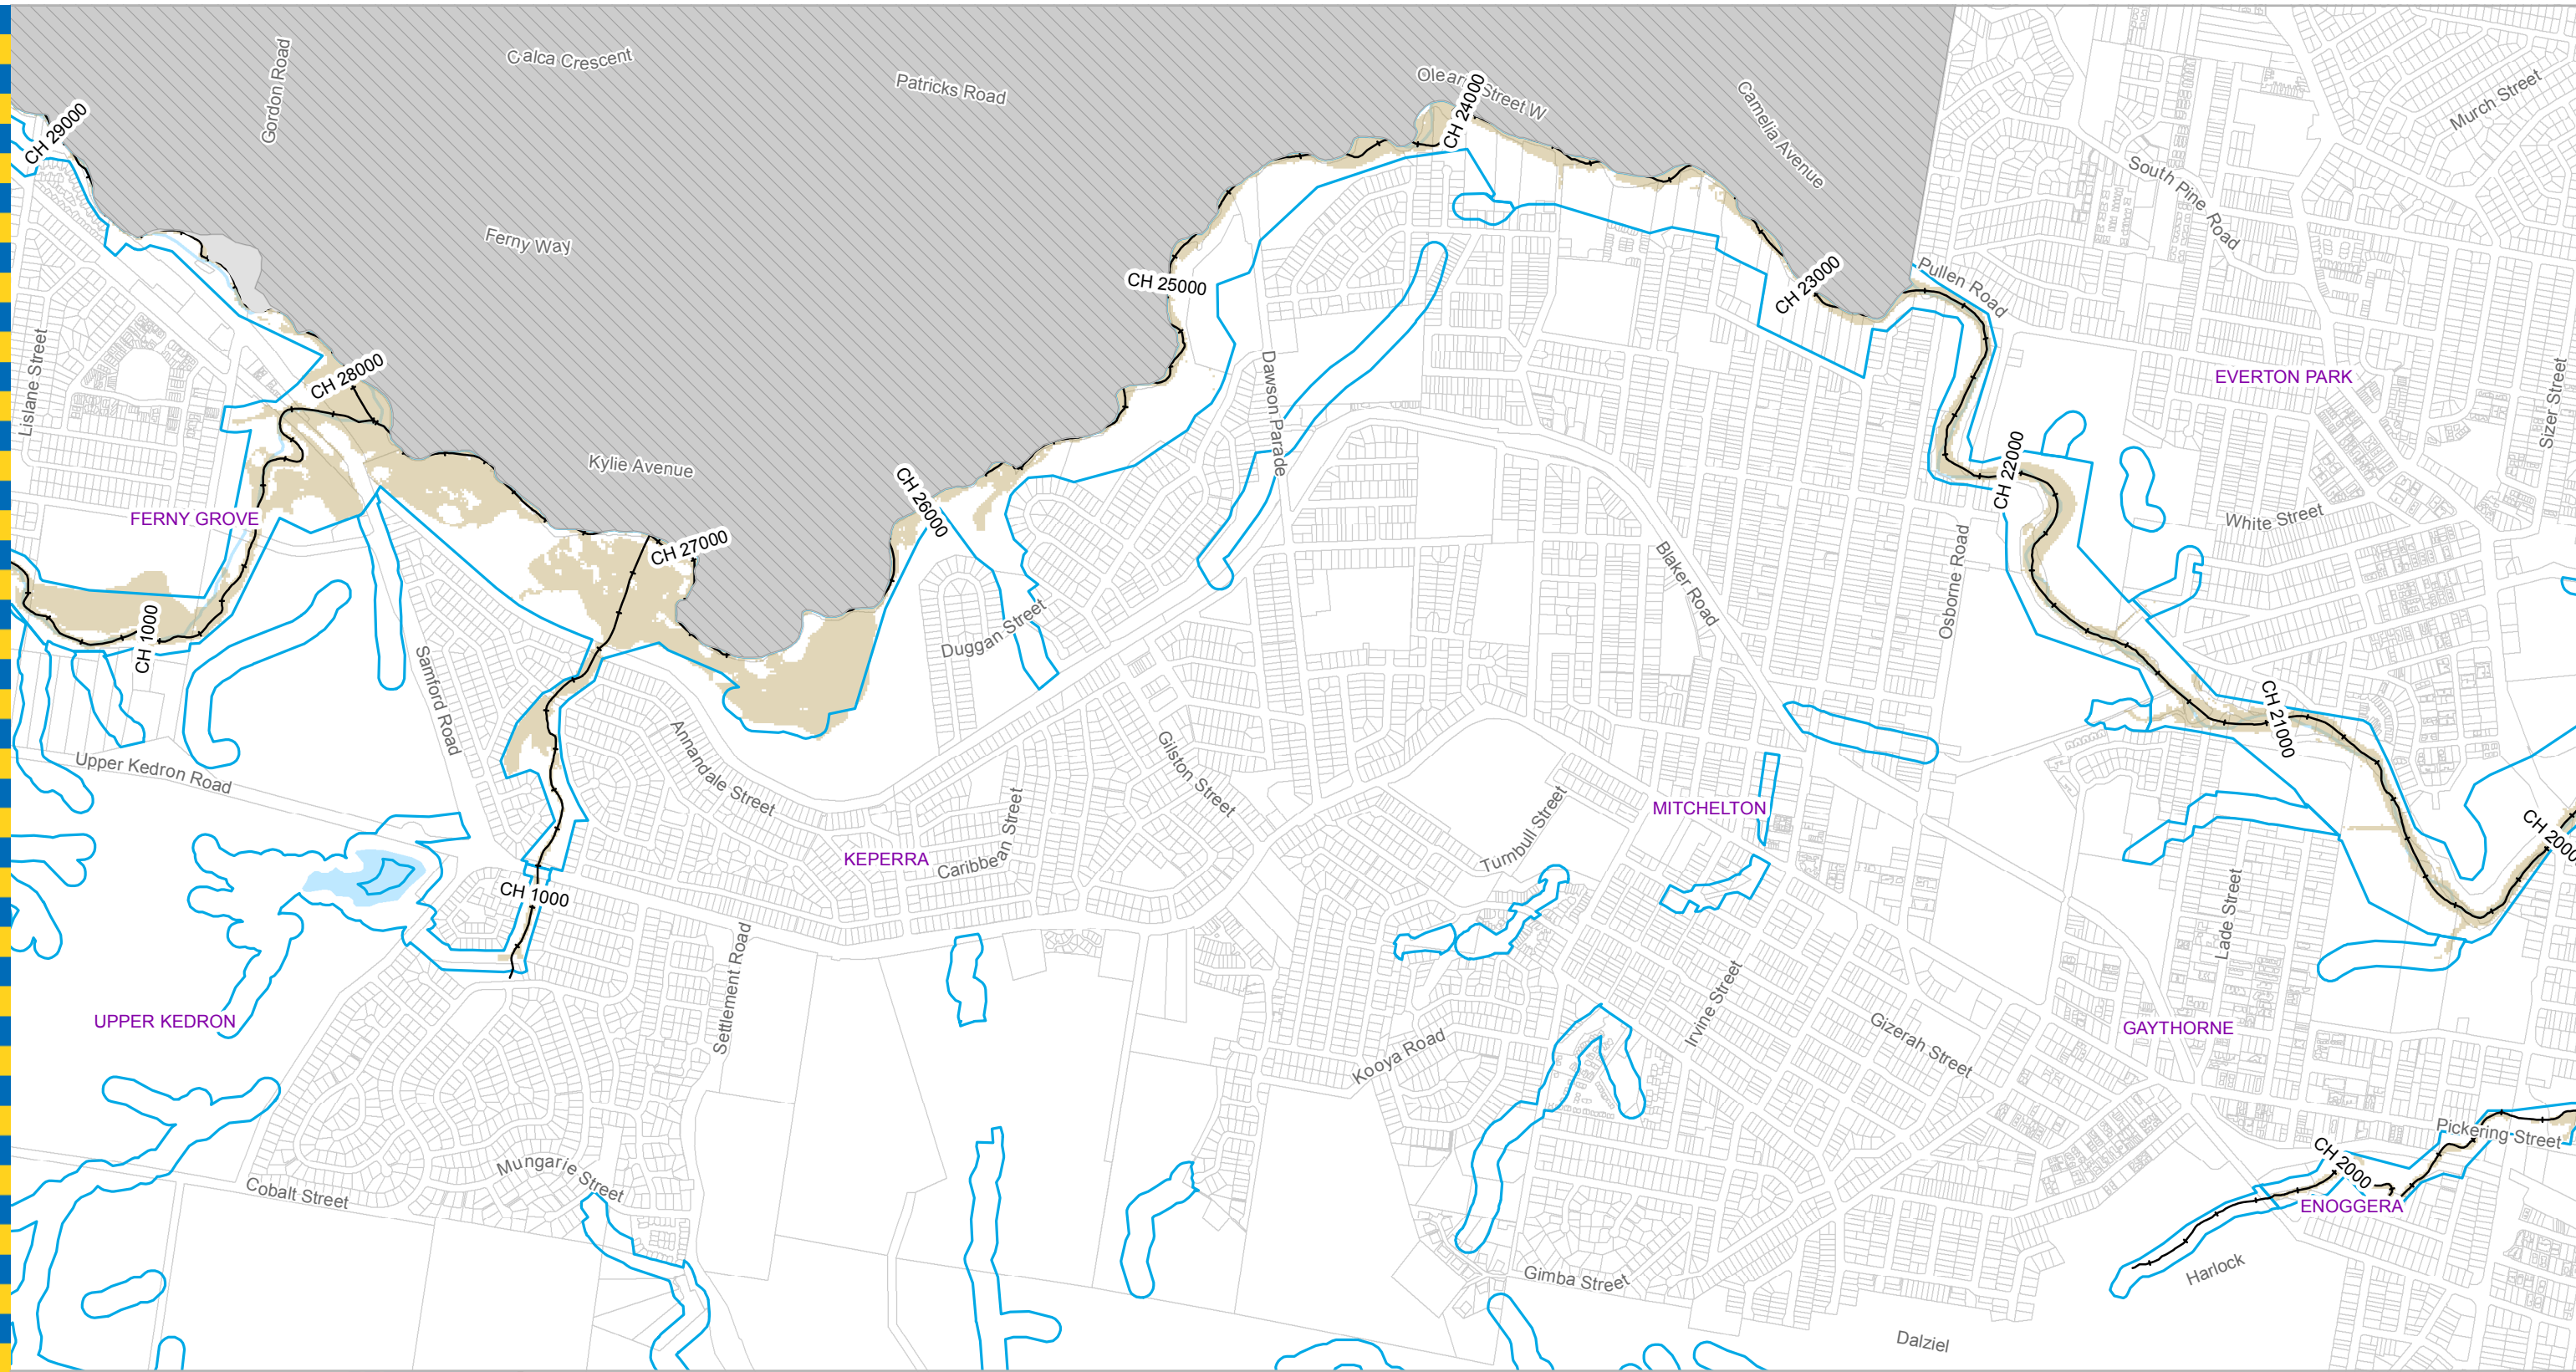 Gordon Road
Calca Crescent
Patricks Road
Oleari Street W
CH 24000
Camelia Avenue
Murch Street
CH 29000
South Pine Road
Ferny Way
CH 25000
CH 23000
Pullen Road
Lislane Street
CH 28000
Dawson Parade
EVERTON PARK
Sizer Street
Kylie Avenue
CH 26000
CH 22000
FERNY GROVE
White Street
CH 27000
Blaker Road
Osborne Road
CH 1000
Duggan Street
Samford Road
CH 21000
Upper Kedron Road
Annandale Street
Gilston Street
Turnbull Street
MITCHELTON
Caribbean Street
KEPERRA
CH 2000
CH 1000
Lade Street
Settlement Road
Irvine Street
UPPER KEDRON
GAYTHORNE
Kooya Road
Gizerah Street
Pickering Street
Mungarie Street
CH 2000
Cobalt Street
ENOGGERA
Harlock
Gimba Street
Dalziel